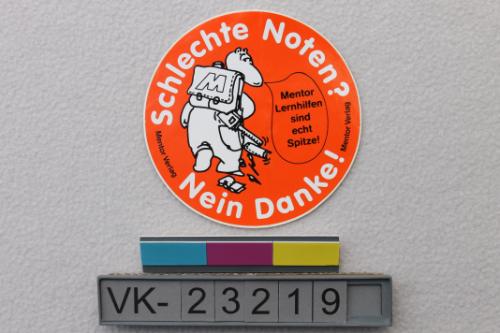 Schlechte Noten?
M
Mentor
Lernhilfen
sind
echt
Spitze!
Mentor Verlag
Mentor Verlag
Nein Danke!
VK-23219